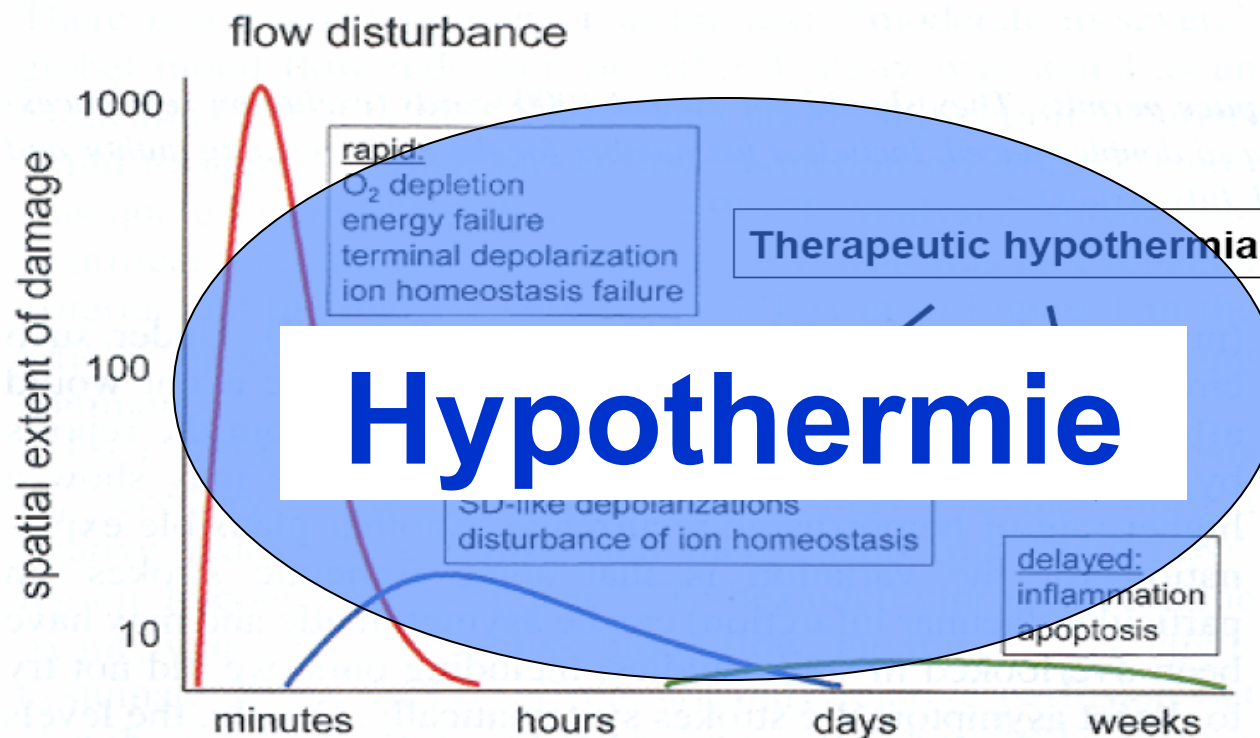 flow disturbance
1000
100
10
spatial extent of damage
rapid:
O₂ depletion
energy failure
terminal depolarization
ion homeostasis failure
Therapeutic hypothermia
Hypothermie
SD-like depolarizations
disturbance of ion homeostasis
delayed:
inflammation
apoptosis
minutes hours days weeks